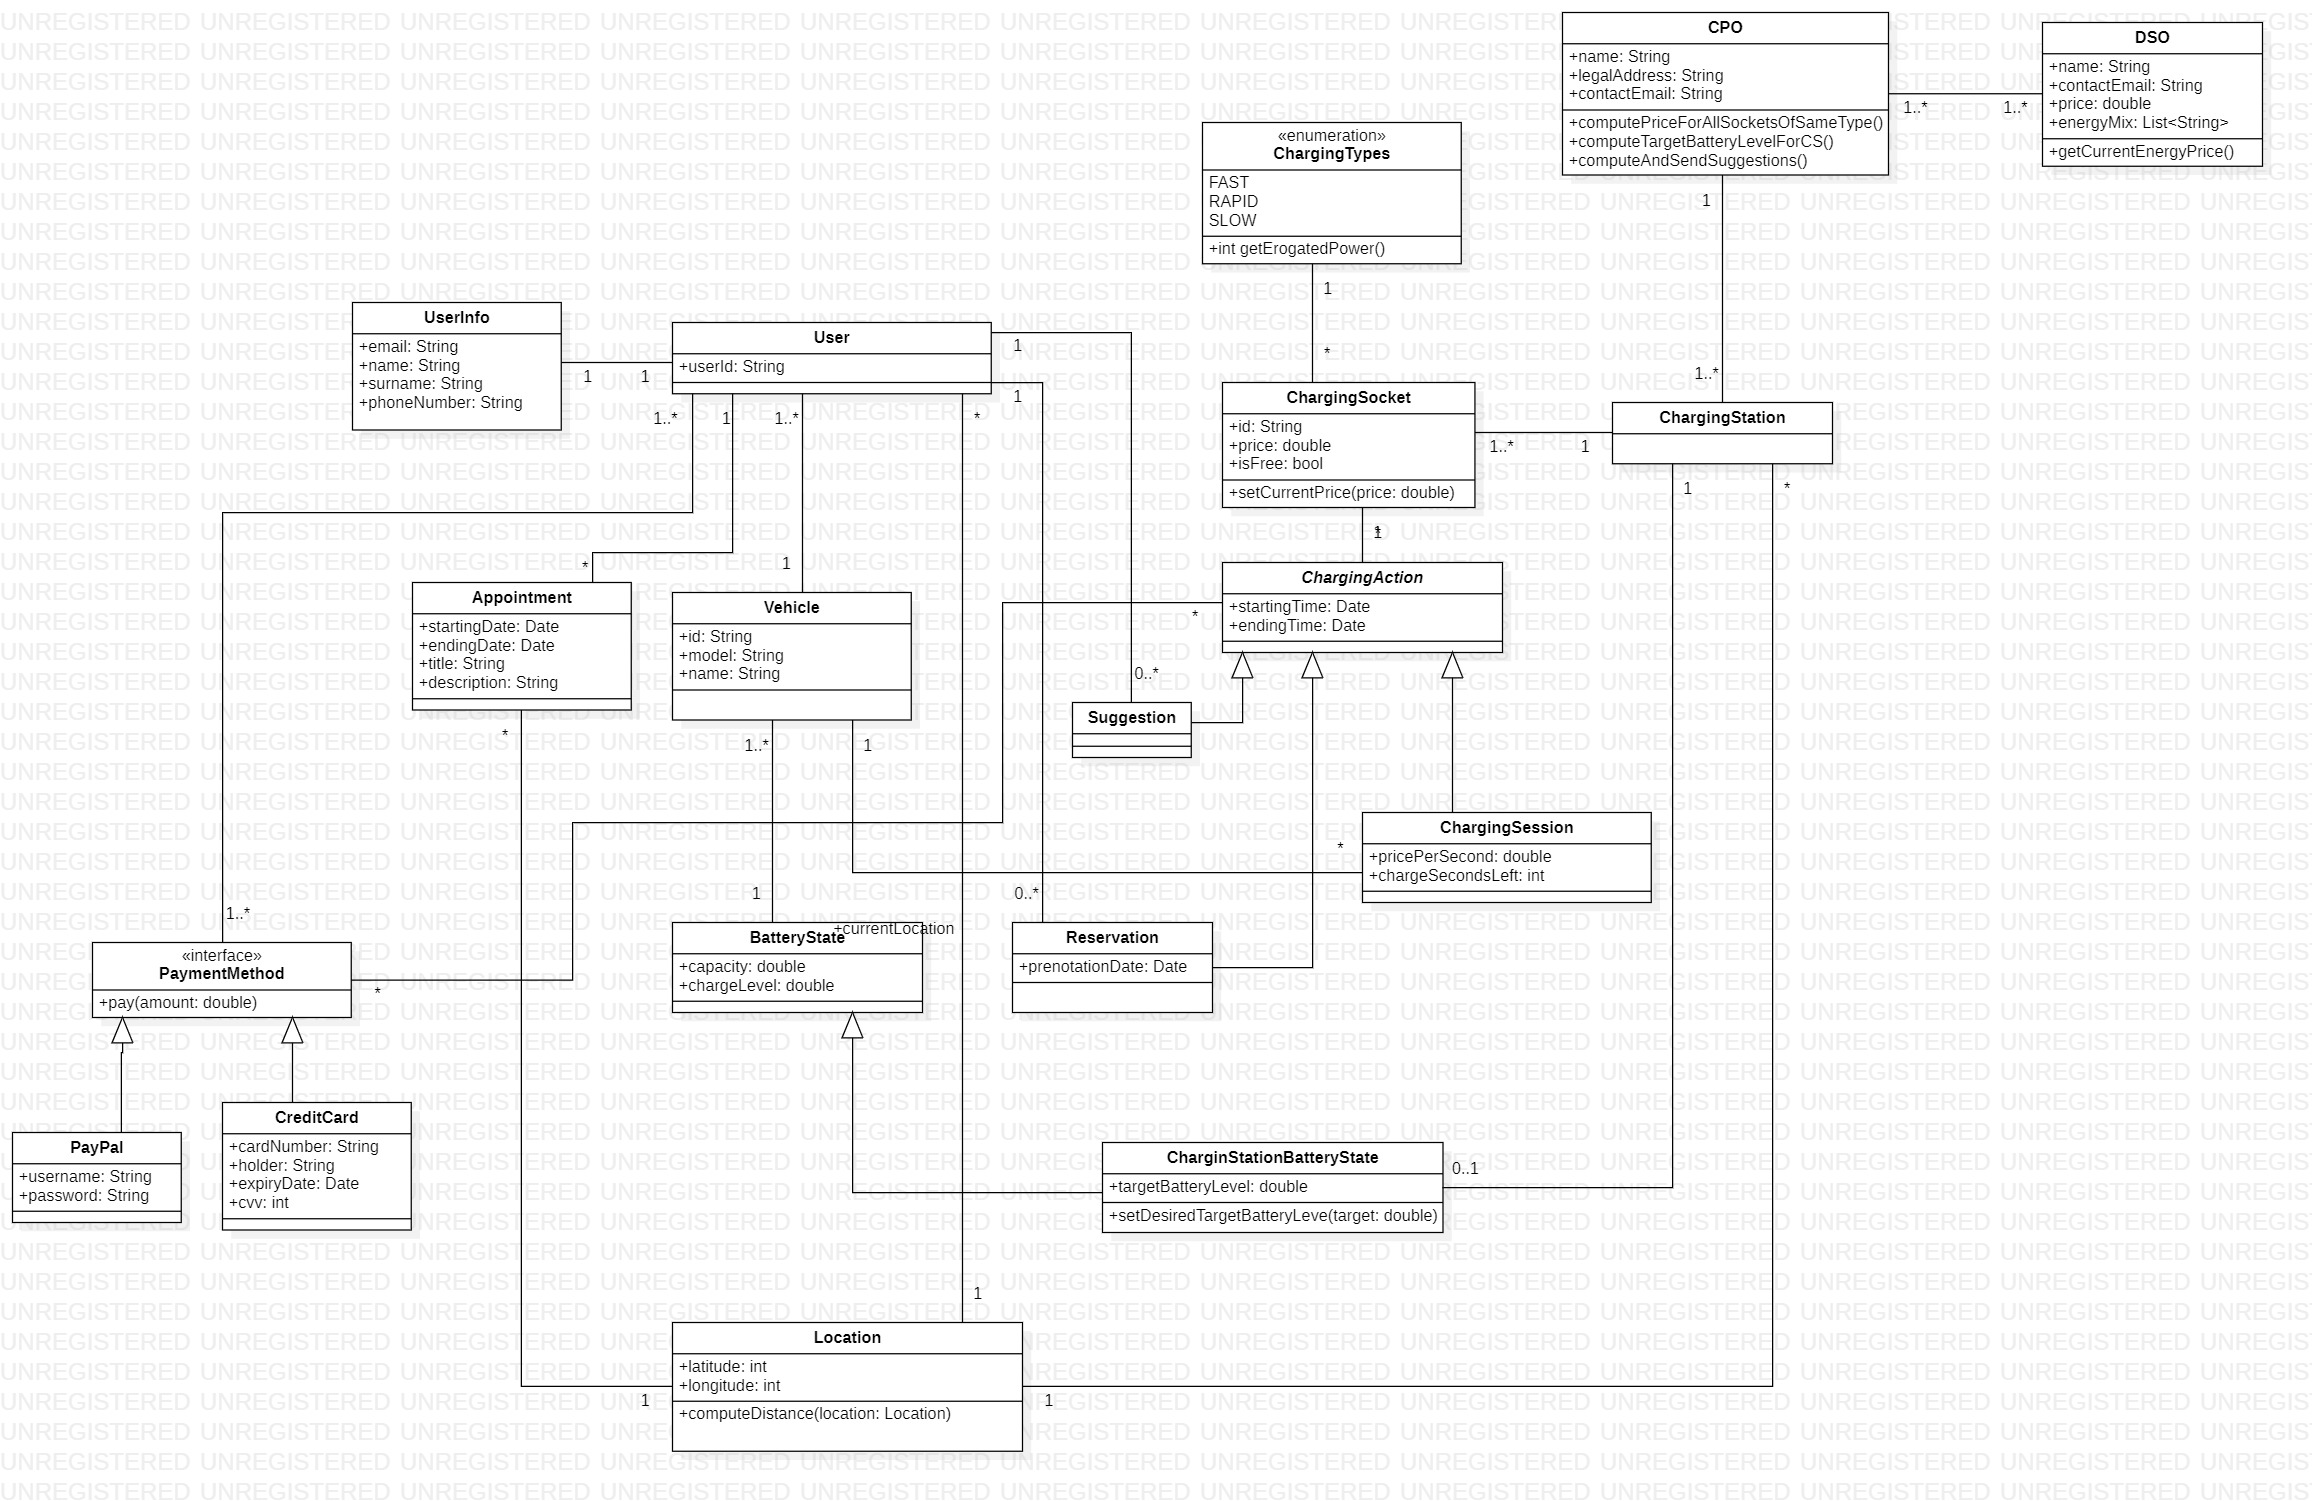 CPO
+name: String
+legalAddress: String
+contactEmail: String
+computePriceForAllSocketsOfSameType()
+computeTargetBatteryLevelForCS()
+computeAndSendSuggestions()
1..*
1..*
DSO
+name: String
+contactEmail: String
+price: double
+energyMix: List<String>
+getCurrentEnergyPrice()
«enumeration»
ChargingTypes
FAST
RAPID
SLOW
+int getErogatedPower()
1
*
1
1..*
UserInfo
+email: String
+name: String
+surname: String
+phoneNumber: String
1
1
User
+userId: String
1
1
1..*
1
1..*
*
ChargingSocket
+id: String
+price: double
+isFree: bool
+setCurrentPrice(price: double)
1..*
1
ChargingStation
1
*
1
*
*
1
Appointment
+startingDate: Date
+endingDate: Date
+title: String
+description: String
*
Vehicle
+id: String
+model: String
+name: String
1..*
1
ChargingAction
+startingTime: Date
+endingTime: Date
*
0..*
Suggestion
ChargingSession
+pricePerSecond: double
+chargeSecondsLeft: int
*
1
0..*
1..*
+currentLocation
«interface»
PaymentMethod
+pay(amount: double)
*
BatteryState
+capacity: double
+chargeLevel: double
Reservation
+prenotationDate: Date
PayPal
+username: String
+password: String
CreditCard
+cardNumber: String
+holder: String
+expiryDate: Date
+cvv: int
CharginStationBatteryState
+targetBatteryLevel: double
+setDesiredTargetBatteryLeve(target: double)
0..1
1
Location
+latitude: int
+longitude: int
+computeDistance(location: Location)
1
1